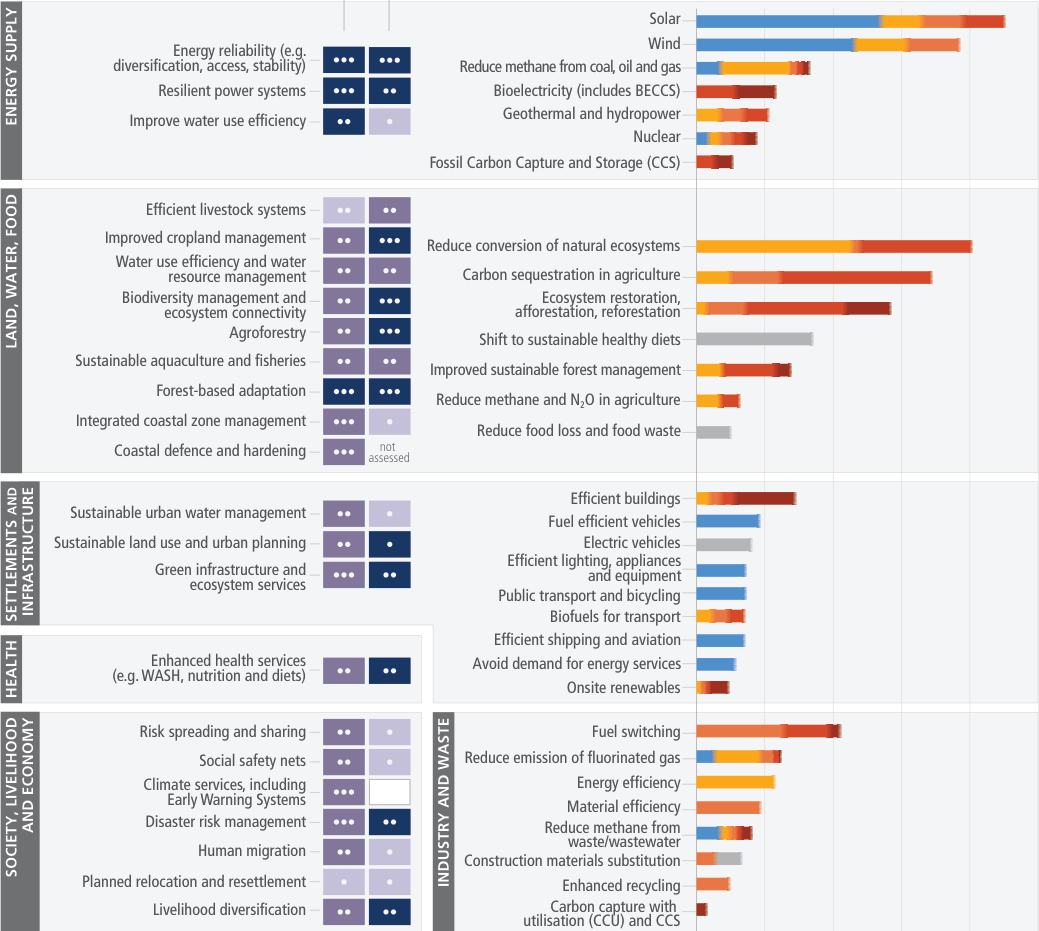 ENERGY SUPPLY
Energy reliability (e.g.
diversification, access, stability)
Resilient power systems
Improve water use efficiency
Solar
Wind
Reduce methane from coal, oil and gas
Bioelectricity (includes BECCS)
Geothermal and hydropower
Nuclear
Fossil Carbon Capture and Storage (CCS)
LAND, WATER, FOOD
Efficient livestock systems
Improved cropland management
Water use efficiency and water
resource management
Biodiversity management and
ecosystem connectivity
Agroforestry
Sustainable aquaculture and fisheries
Forest-based adaptation
Integrated coastal zone management
Coastal defence and hardening
not
assessed
Reduce conversion of natural ecosystems
Carbon sequestration in agriculture
Ecosystem restoration,
afforestation, reforestation
Shift to sustainable healthy diets
Improved sustainable forest management
Reduce methane and N₂O in agriculture
Reduce food loss and food waste
SETTLEMENTS AND
INFRASTRUCTURE
Sustainable urban water management
Sustainable land use and urban planning
Green infrastructure and
ecosystem services
Efficient buildings
Fuel efficient vehicles
Electric vehicles
Efficient lighting, appliances
and equipment
Public transport and bicycling
Biofuels for transport
Efficient shipping and aviation
Avoid demand for energy services
Onsite renewables
HEALTH
Enhanced health services
(e.g. WASH, nutrition and diets)
SOCIETY, LIVELIHOOD
AND ECONOMY
Risk spreading and sharing
Social safety nets
Climate services, including
Early Warning Systems
Disaster risk management
Human migration
Planned relocation and resettlement
Livelihood diversification
INDUSTRY AND WASTE
Fuel switching
Reduce emission of fluorinated gas
Energy efficiency
Material efficiency
Reduce methane from
waste/wastewater
Construction materials substitution
Enhanced recycling
Carbon capture with
utilisation (CCU) and CCS